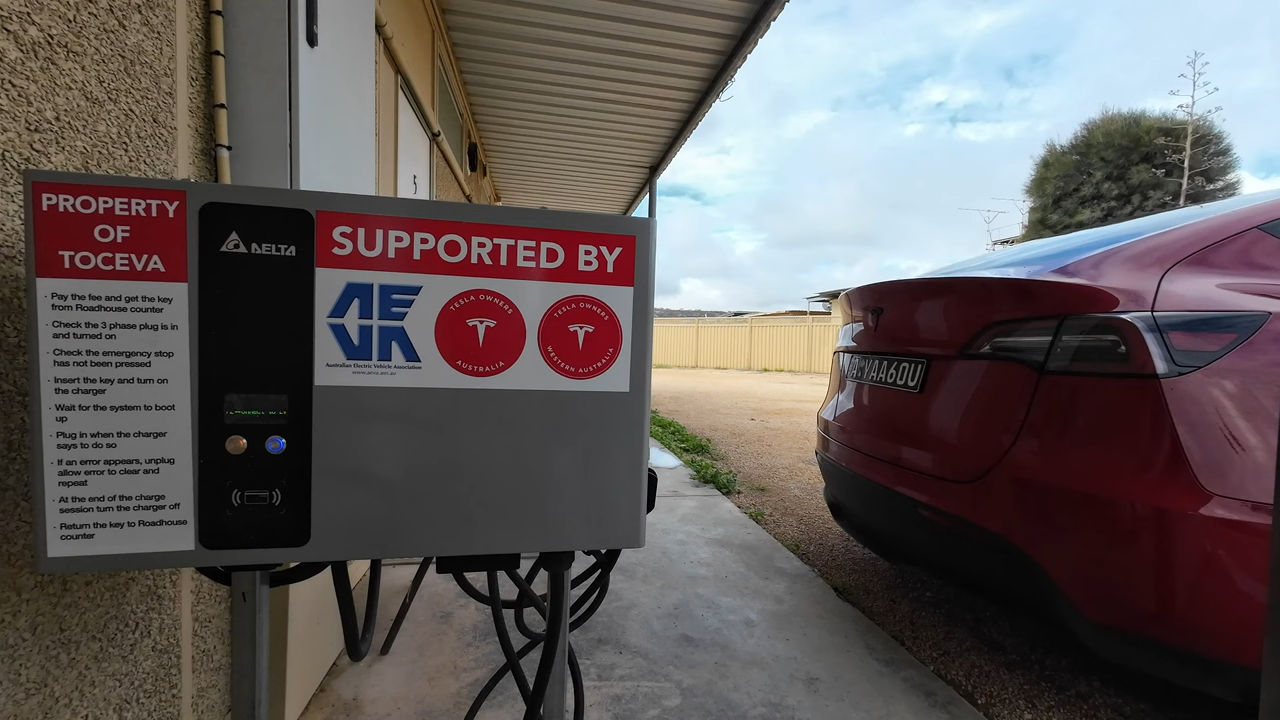 PROPERTY
OF
TOCEVA
· Pay the fee and get the key
from Roadhouse counter
· Check the 3 phase plug is in
and turned on
· Check the emergency stop
has not been pressed
· Insert the key and turn on
the charger
· Wait for the system to boot
up
· Plug in when the charger
says to do so
· If an error appears, unplug
allow error to clear and
repeat
· At the end of the charge
session turn the charger off
· Return the key to Roadhouse
counter
DELTA
SUPPORTED BY
AEVA
Australian Electric Vehicle Association
www.aeva.asn.au
TESLA OWNERS
AUSTRALIA
TESLA OWNERS
WESTERN AUSTRALIA
5
YAA60U